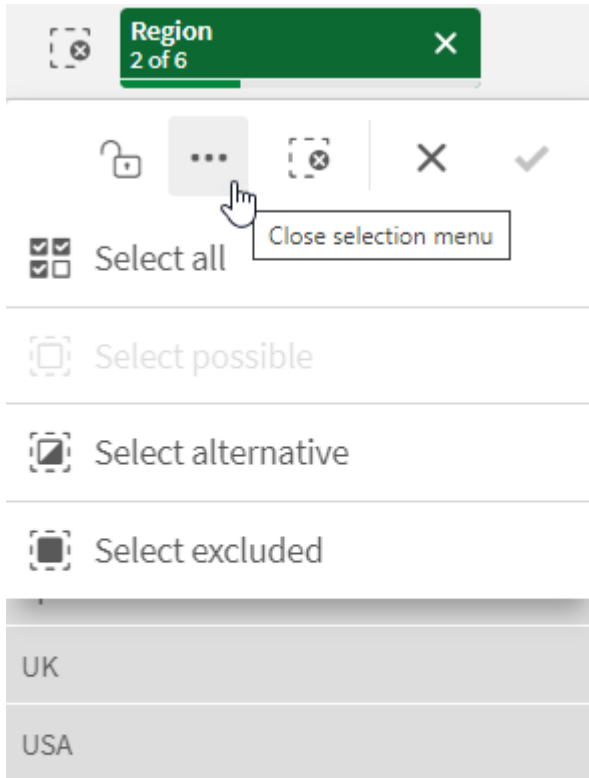 Region
2 of 6
Close selection menu
Select all
Select possible
Select alternative
Select excluded
UK
USA